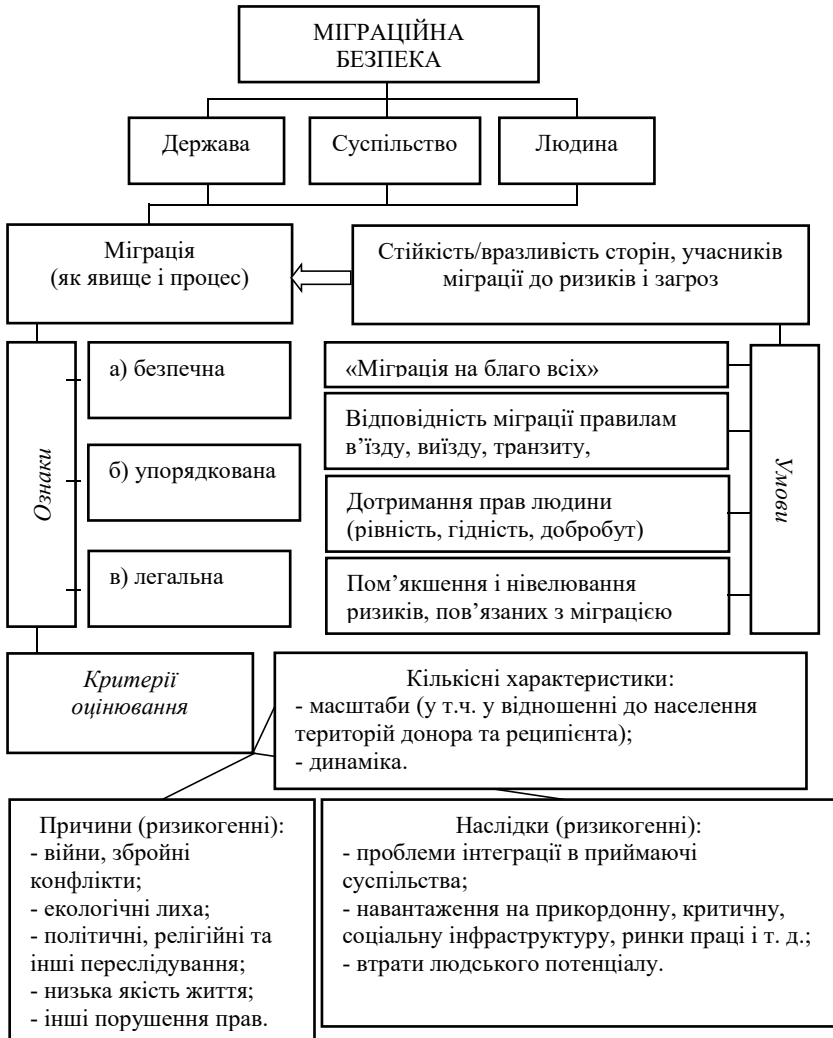 МІГРАЦІЙНА
БЕЗПЕКА
Держава
Суспільство
Людина
Міграція
(як явище і процес)
Стійкість/вразливість сторін, учасників
міграції до ризиків і загроз
Ознаки
а) безпечна
б) упорядкована
в) легальна
«Міграція на благо всіх»
Відповідність міграції правилам
в’їзду, виїзду, транзиту,
Дотримання прав людини
(рівність, гідність, добробут)
Пом’якшення і нівелювання
ризиків, пов’язаних з міграцією
Умови
Критерії
оцінювання
Кількісні характеристики:
- масштаби (у т.ч. у відношенні до населення
територій донора та реципієнта);
- динаміка.
Причини (ризикогенні):
- війни, збройні
конфлікти;
- екологічні лиха;
- політичні, релігійні та
інші переслідування;
- низька якість життя;
- інші порушення прав.
Наслідки (ризикогенні):
- проблеми інтеграції в приймаючі
суспільства;
- навантаження на прикордонну, критичну,
соціальну інфраструктуру, ринки праці і т. д.;
- втрати людського потенціалу.